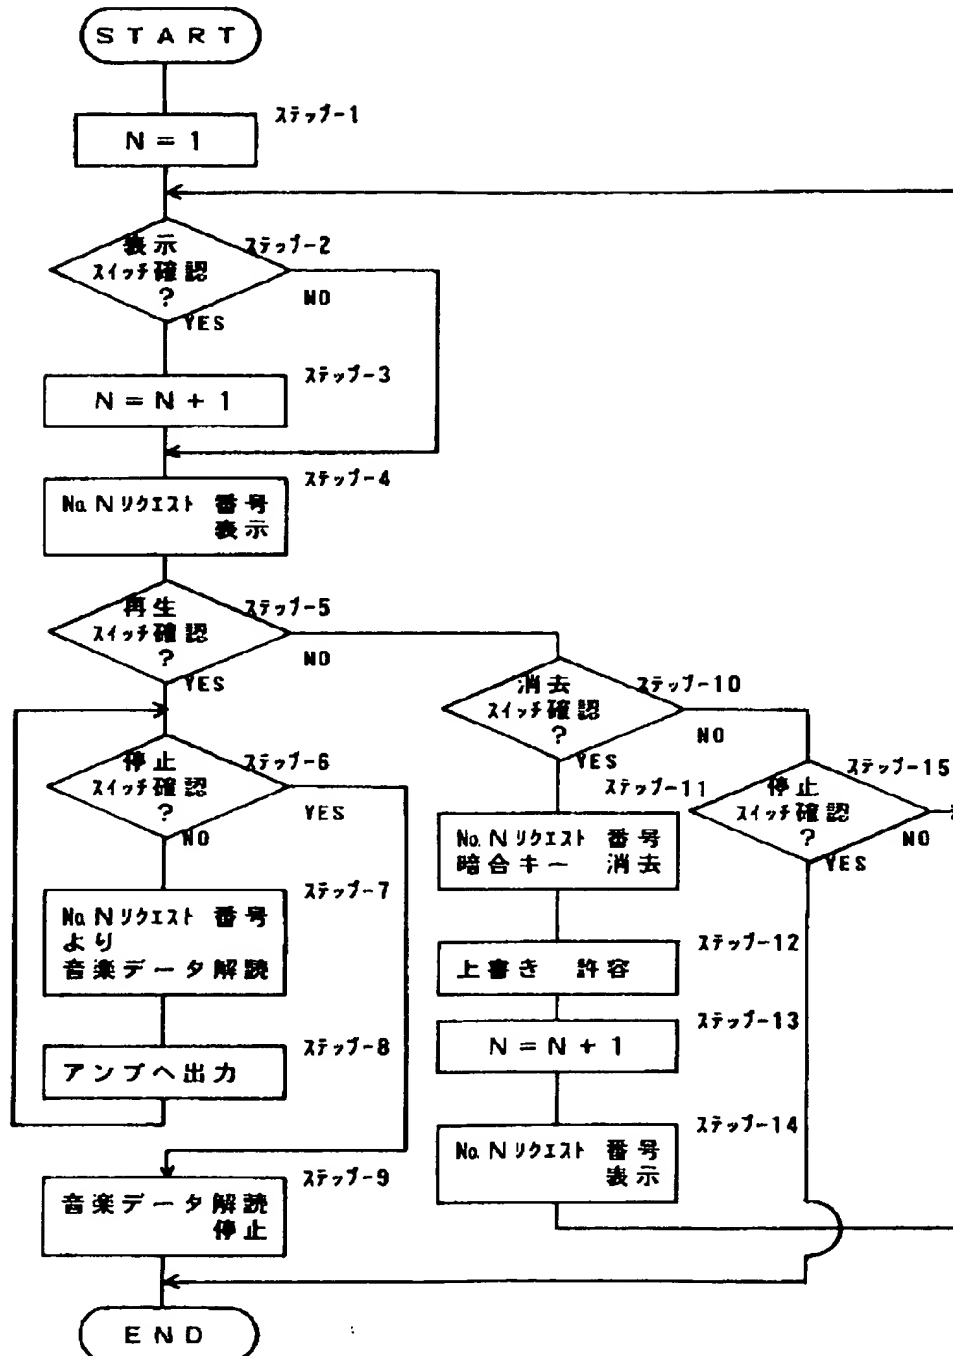 START
ステップ-1
N = 1
ステップ-2
表示
スイッチ確認
?
NO
YES
ステップ-3
N = N + 1
ステップ-4
No. N リクエスト 番号
表示
ステップ-5
再生
スイッチ確認
?
NO
YES
ステップ-6
停止
スイッチ確認
?
YES
NO
ステップ-7
No. N リクエスト 番号
より
音楽データ解読
ステップ-8
アンプへ出力
ステップ-9
音楽データ解読
停止
END
ステップ-10
消去
スイッチ確認
?
NO
YES
ステップ-11
No. N リクエスト 番号
暗合キー 消去
ステップ-12
上書き 許容
ステップ-13
N = N + 1
ステップ-14
No. N リクエスト 番号
表示
ステップ-15
停止
スイッチ確認
?
NO
YES